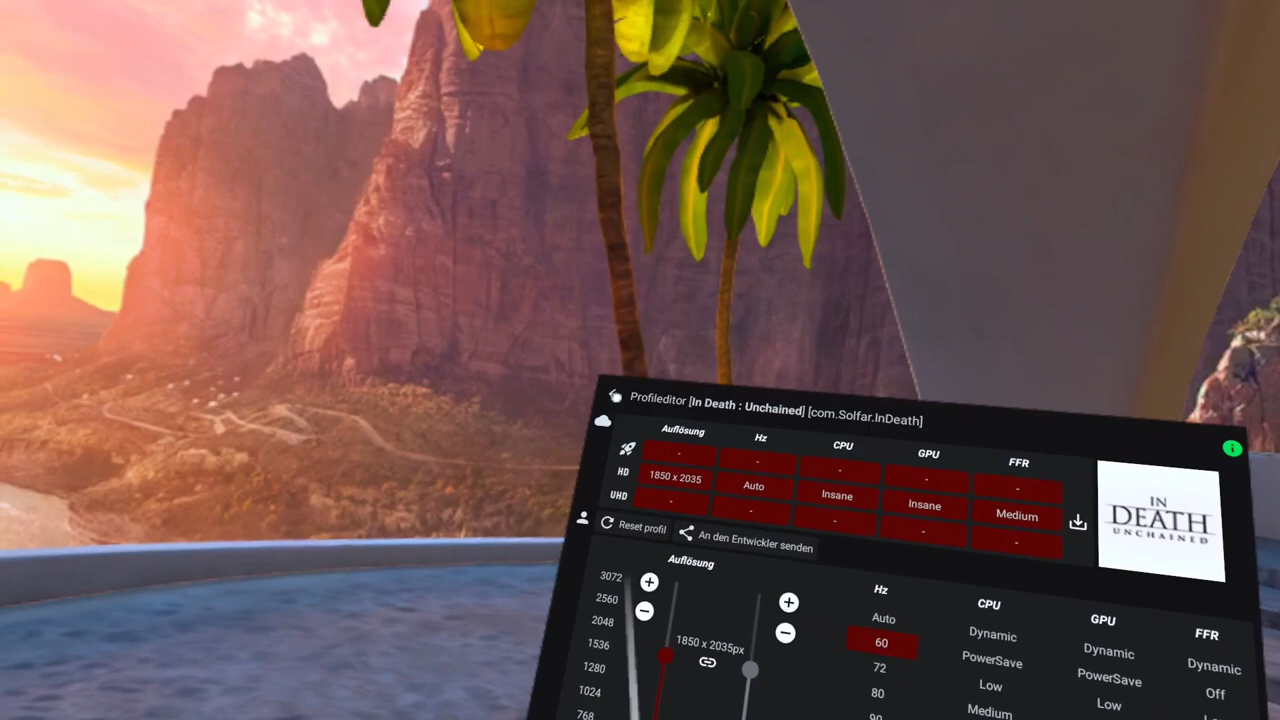 Profileditor [In Death : Unchained] [com.Solfar.InDeath]
Auflösung Hz CPU GPU FFR
- - - - -
HD 1850 x 2035 Auto Insane Insane Medium
UHD - - - - -
IN
DEATH
UNCHAINED
Reset profil An den Entwickler senden
Auflösung Hz CPU GPU FFR
3072 Auto Dynamic Dynamic Dynamic
2560 60 PowerSave PowerSave Off
2048 72 Low Low
1536 1850 x 2035px 80 Medium
1280 90
1024
768